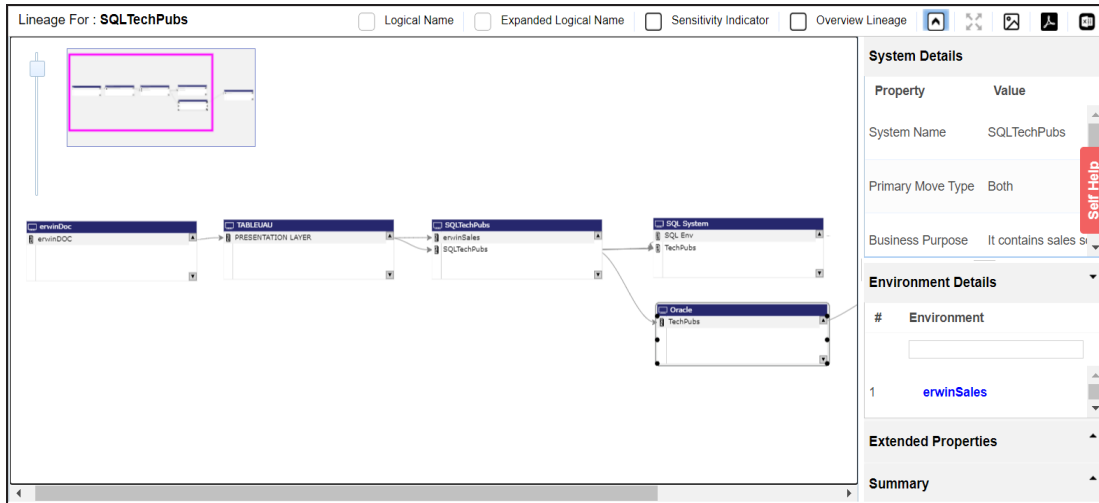 Lineage For : SQLTechPubs
Logical Name
Expanded Logical Name
Sensitivity Indicator
Overview Lineage
System Details
Property Value
System Name SQLTechPubs
Primary Move Type Both
Business Purpose It contains sales s
Self Help
erwinDoc
erwinDOC
TABLEUAU
PRESENTATION LAYER
SQLTechPubs
erwinSales
SQLTechPubs
SQL System
SQL Env
TechPubs
Oracle
TechPubs
Environment Details
# Environment
1 erwinSales
Extended Properties
Summary